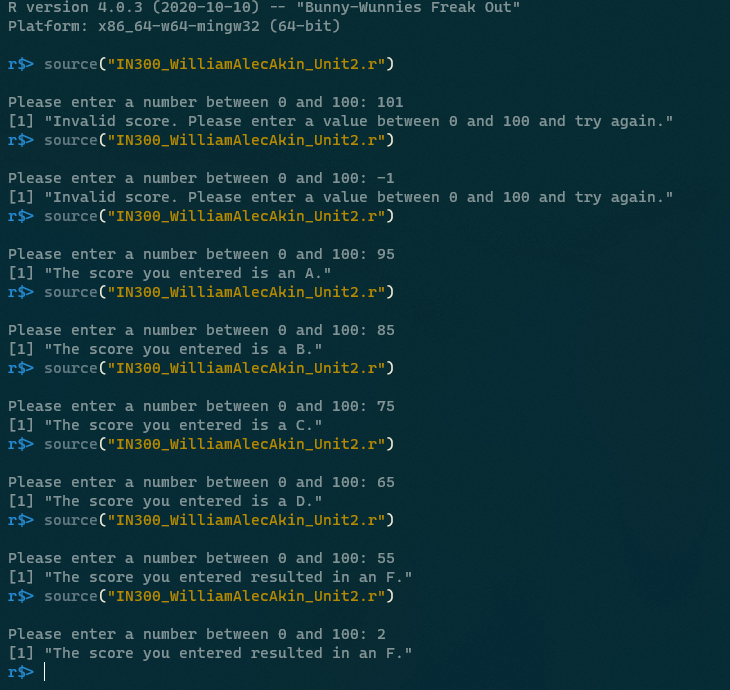 R version 4.0.3 (2020-10-10) -- "Bunny-Wunnies Freak Out"
Platform: x86_64-w64-mingw32 (64-bit)
r$> source("IN300_WilliamAlecAkin_Unit2.r")
Please enter a number between 0 and 100: 101
[1] "Invalid score. Please enter a value between 0 and 100 and try again."
r$> source("IN300_WilliamAlecAkin_Unit2.r")
Please enter a number between 0 and 100: -1
[1] "Invalid score. Please enter a value between 0 and 100 and try again."
r$> source("IN300_WilliamAlecAkin_Unit2.r")
Please enter a number between 0 and 100: 95
[1] "The score you entered is an A."
r$> source("IN300_WilliamAlecAkin_Unit2.r")
Please enter a number between 0 and 100: 85
[1] "The score you entered is a B."
r$> source("IN300_WilliamAlecAkin_Unit2.r")
Please enter a number between 0 and 100: 75
[1] "The score you entered is a C."
r$> source("IN300_WilliamAlecAkin_Unit2.r")
Please enter a number between 0 and 100: 65
[1] "The score you entered is a D."
r$> source("IN300_WilliamAlecAkin_Unit2.r")
Please enter a number between 0 and 100: 55
[1] "The score you entered resulted in an F."
r$> source("IN300_WilliamAlecAkin_Unit2.r")
Please enter a number between 0 and 100: 2
[1] "The score you entered resulted in an F."
r$>